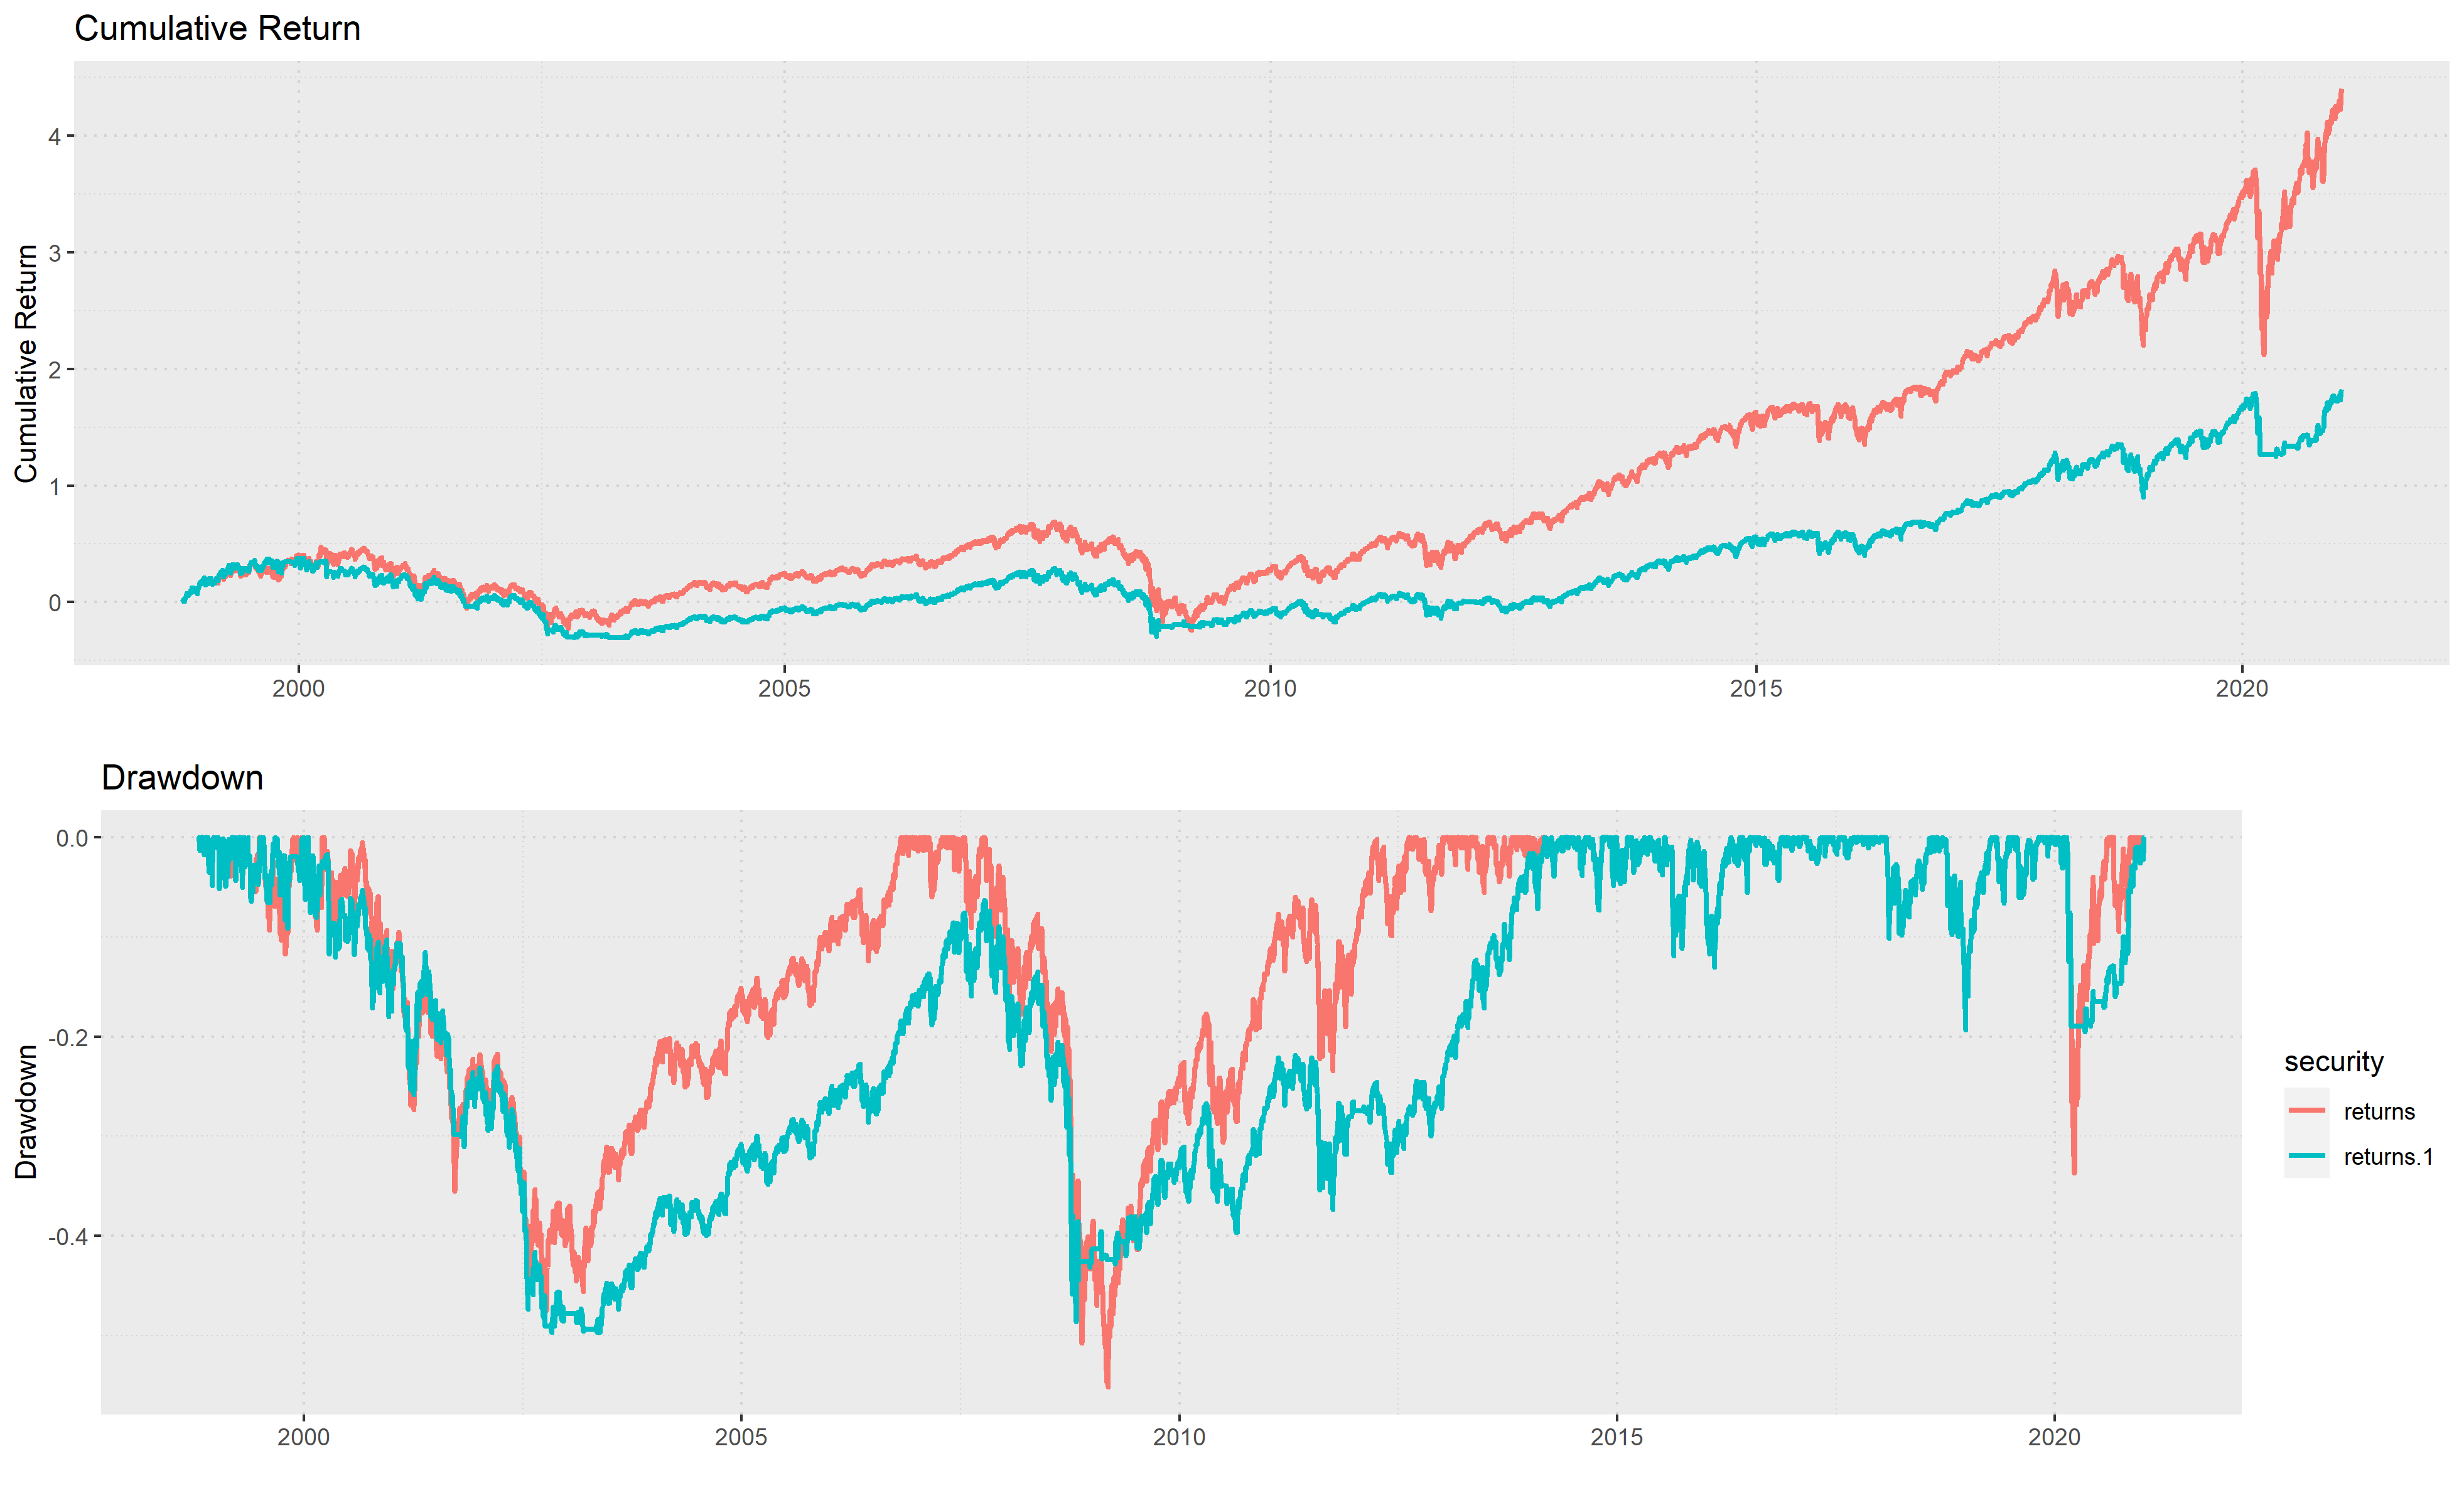 Cumulative Return
Cumulative Return
4
3
2
1
0
2000 2005 2010 2015 2020
Drawdown
Drawdown
0.0
-0.2
-0.4
2000 2005 2010 2015 2020
security
returns
returns.1